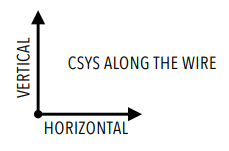 VERTICAL
CSYS ALONG THE WIRE
HORIZONTAL